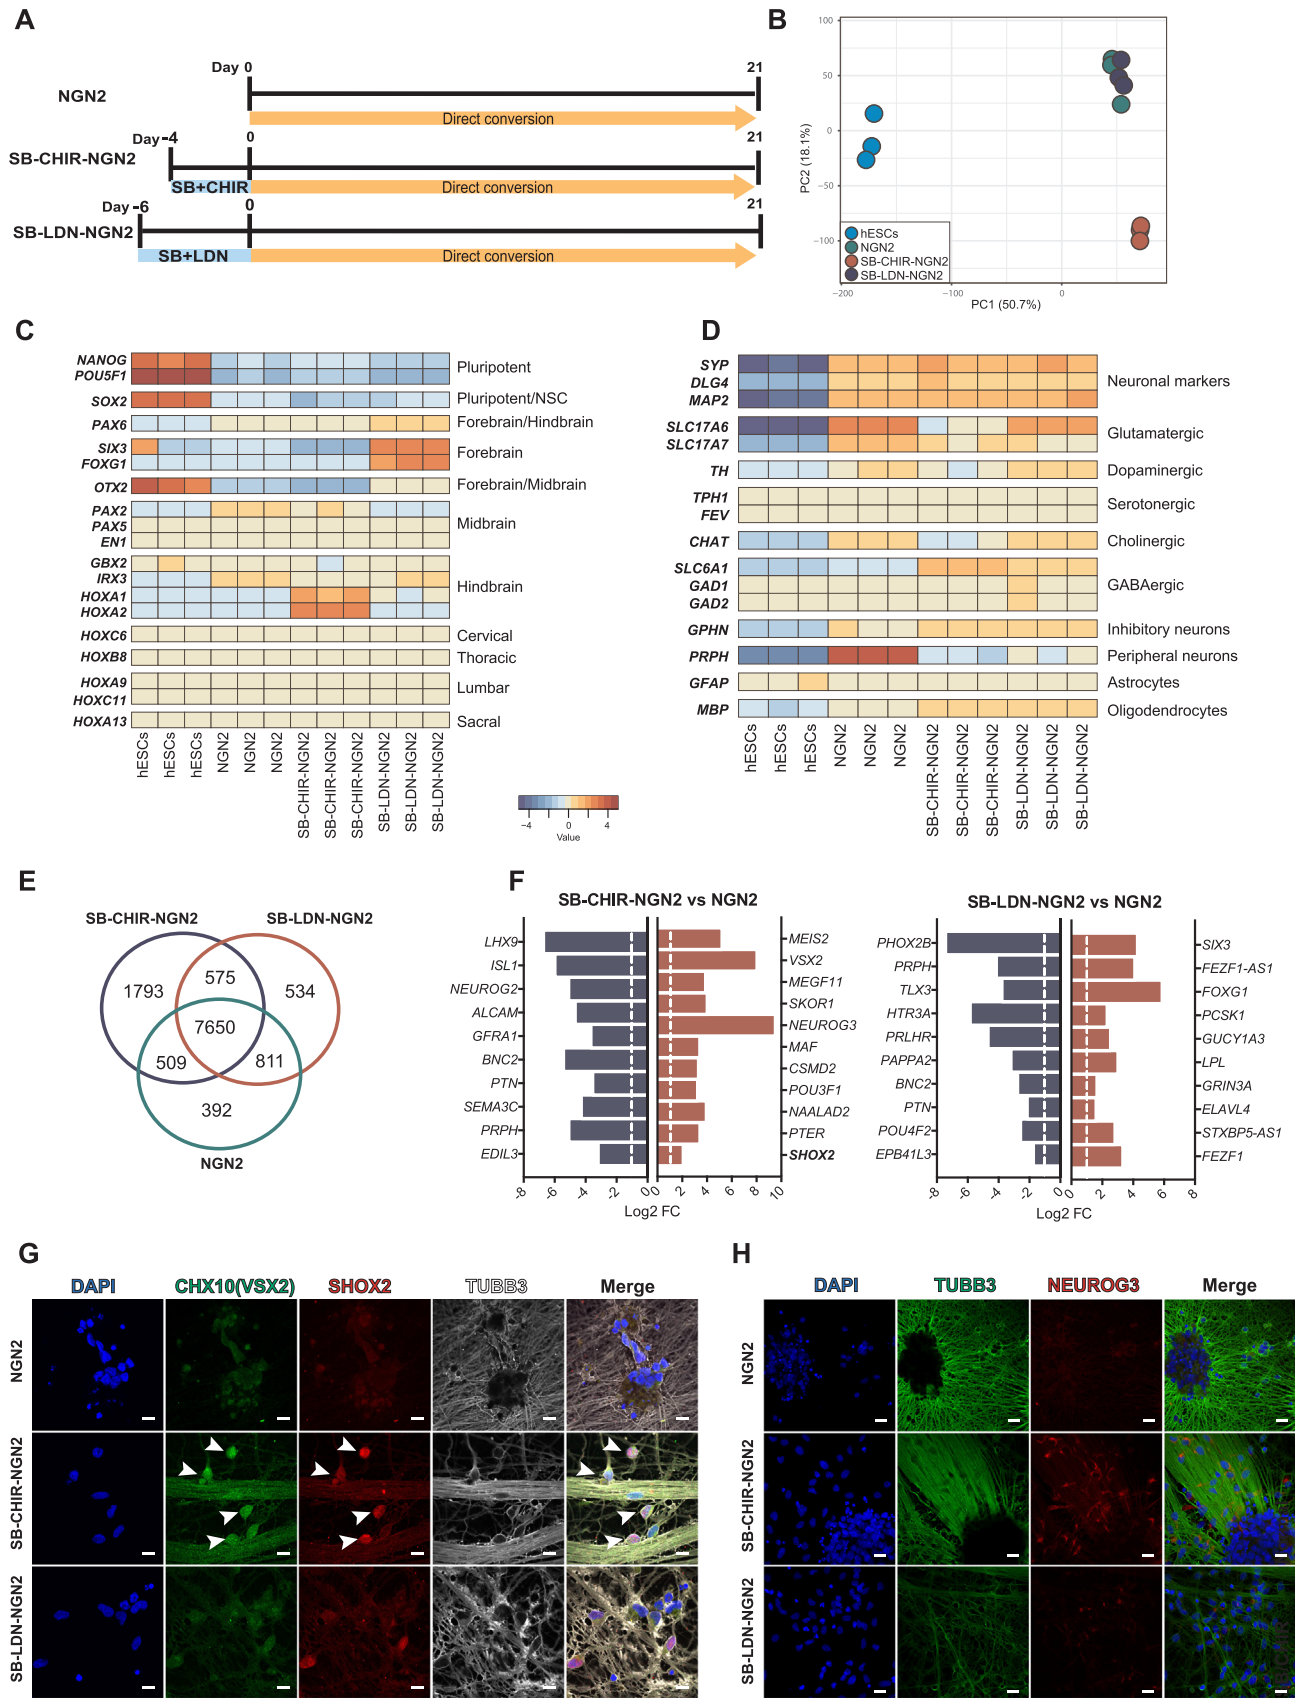 A
Day 0
21
NGN2
Direct conversion
Day -4
0
21
SB-CHIR-NGN2
SB+CHIR
Direct conversion
Day -6
0
21
SB-LDN-NGN2
SB+LDN
Direct conversion
B
100
50
0
−50
−100
PC2 (18.1%)
−200
−100
0
PC1 (50.7%)
hESCs
NGN2
SB-CHIR-NGN2
SB-LDN-NGN2
C
NANOG
POU5F1
Pluripotent
SOX2
Pluripotent/NSC
PAX6
Forebrain/Hindbrain
SIX3
FOXG1
Forebrain
OTX2
Forebrain/Midbrain
PAX2
PAX5
EN1
Midbrain
GBX2
IRX3
HOXA1
HOXA2
Hindbrain
HOXC6
Cervical
HOXB8
Thoracic
HOXA9
HOXC11
Lumbar
HOXA13
Sacral
hESCs
hESCs
hESCs
NGN2
NGN2
NGN2
SB-CHIR-NGN2
SB-CHIR-NGN2
SB-CHIR-NGN2
SB-LDN-NGN2
SB-LDN-NGN2
SB-LDN-NGN2
-4
0
4
Value
D
SYP
DLG4
MAP2
Neuronal markers
SLC17A6
SLC17A7
Glutamatergic
TH
Dopaminergic
TPH1
FEV
Serotonergic
CHAT
Cholinergic
SLC6A1
GAD1
GAD2
GABAergic
GPHN
Inhibitory neurons
PRPH
Peripheral neurons
GFAP
Astrocytes
MBP
Oligodendrocytes
hESCs
hESCs
hESCs
NGN2
NGN2
NGN2
SB-CHIR-NGN2
SB-CHIR-NGN2
SB-CHIR-NGN2
SB-LDN-NGN2
SB-LDN-NGN2
SB-LDN-NGN2
E
SB-CHIR-NGN2
SB-LDN-NGN2
1793
575
534
7650
509
811
392
NGN2
F
SB-CHIR-NGN2 vs NGN2
LHX9
ISL1
NEUROG2
ALCAM
GFRA1
BNC2
PTN
SEMA3C
PRPH
EDIL3
MEIS2
VSX2
MEGF11
SKOR1
NEUROG3
MAF
CSMD2
POU3F1
NAALAD2
PTER
SHOX2
-8
-6
-4
-2
0
0
2
4
6
8
10
Log2 FC
SB-LDN-NGN2 vs NGN2
PHOX2B
PRPH
TLX3
HTR3A
PRLHR
PAPPA2
BNC2
PTN
POU4F2
EPB41L3
SIX3
FEZF1-AS1
FOXG1
PCSK1
GUCY1A3
LPL
GRIN3A
ELAVL4
STXBP5-AS1
FEZF1
-8
-6
-4
-2
0
0
2
4
6
8
Log2 FC
G
DAPI
CHX10(VSX2)
SHOX2
TUBB3
Merge
NGN2
SB-CHIR-NGN2
SB-LDN-NGN2
H
DAPI
TUBB3
NEUROG3
Merge
NGN2
SB-CHIR-NGN2
SB-LDN-NGN2